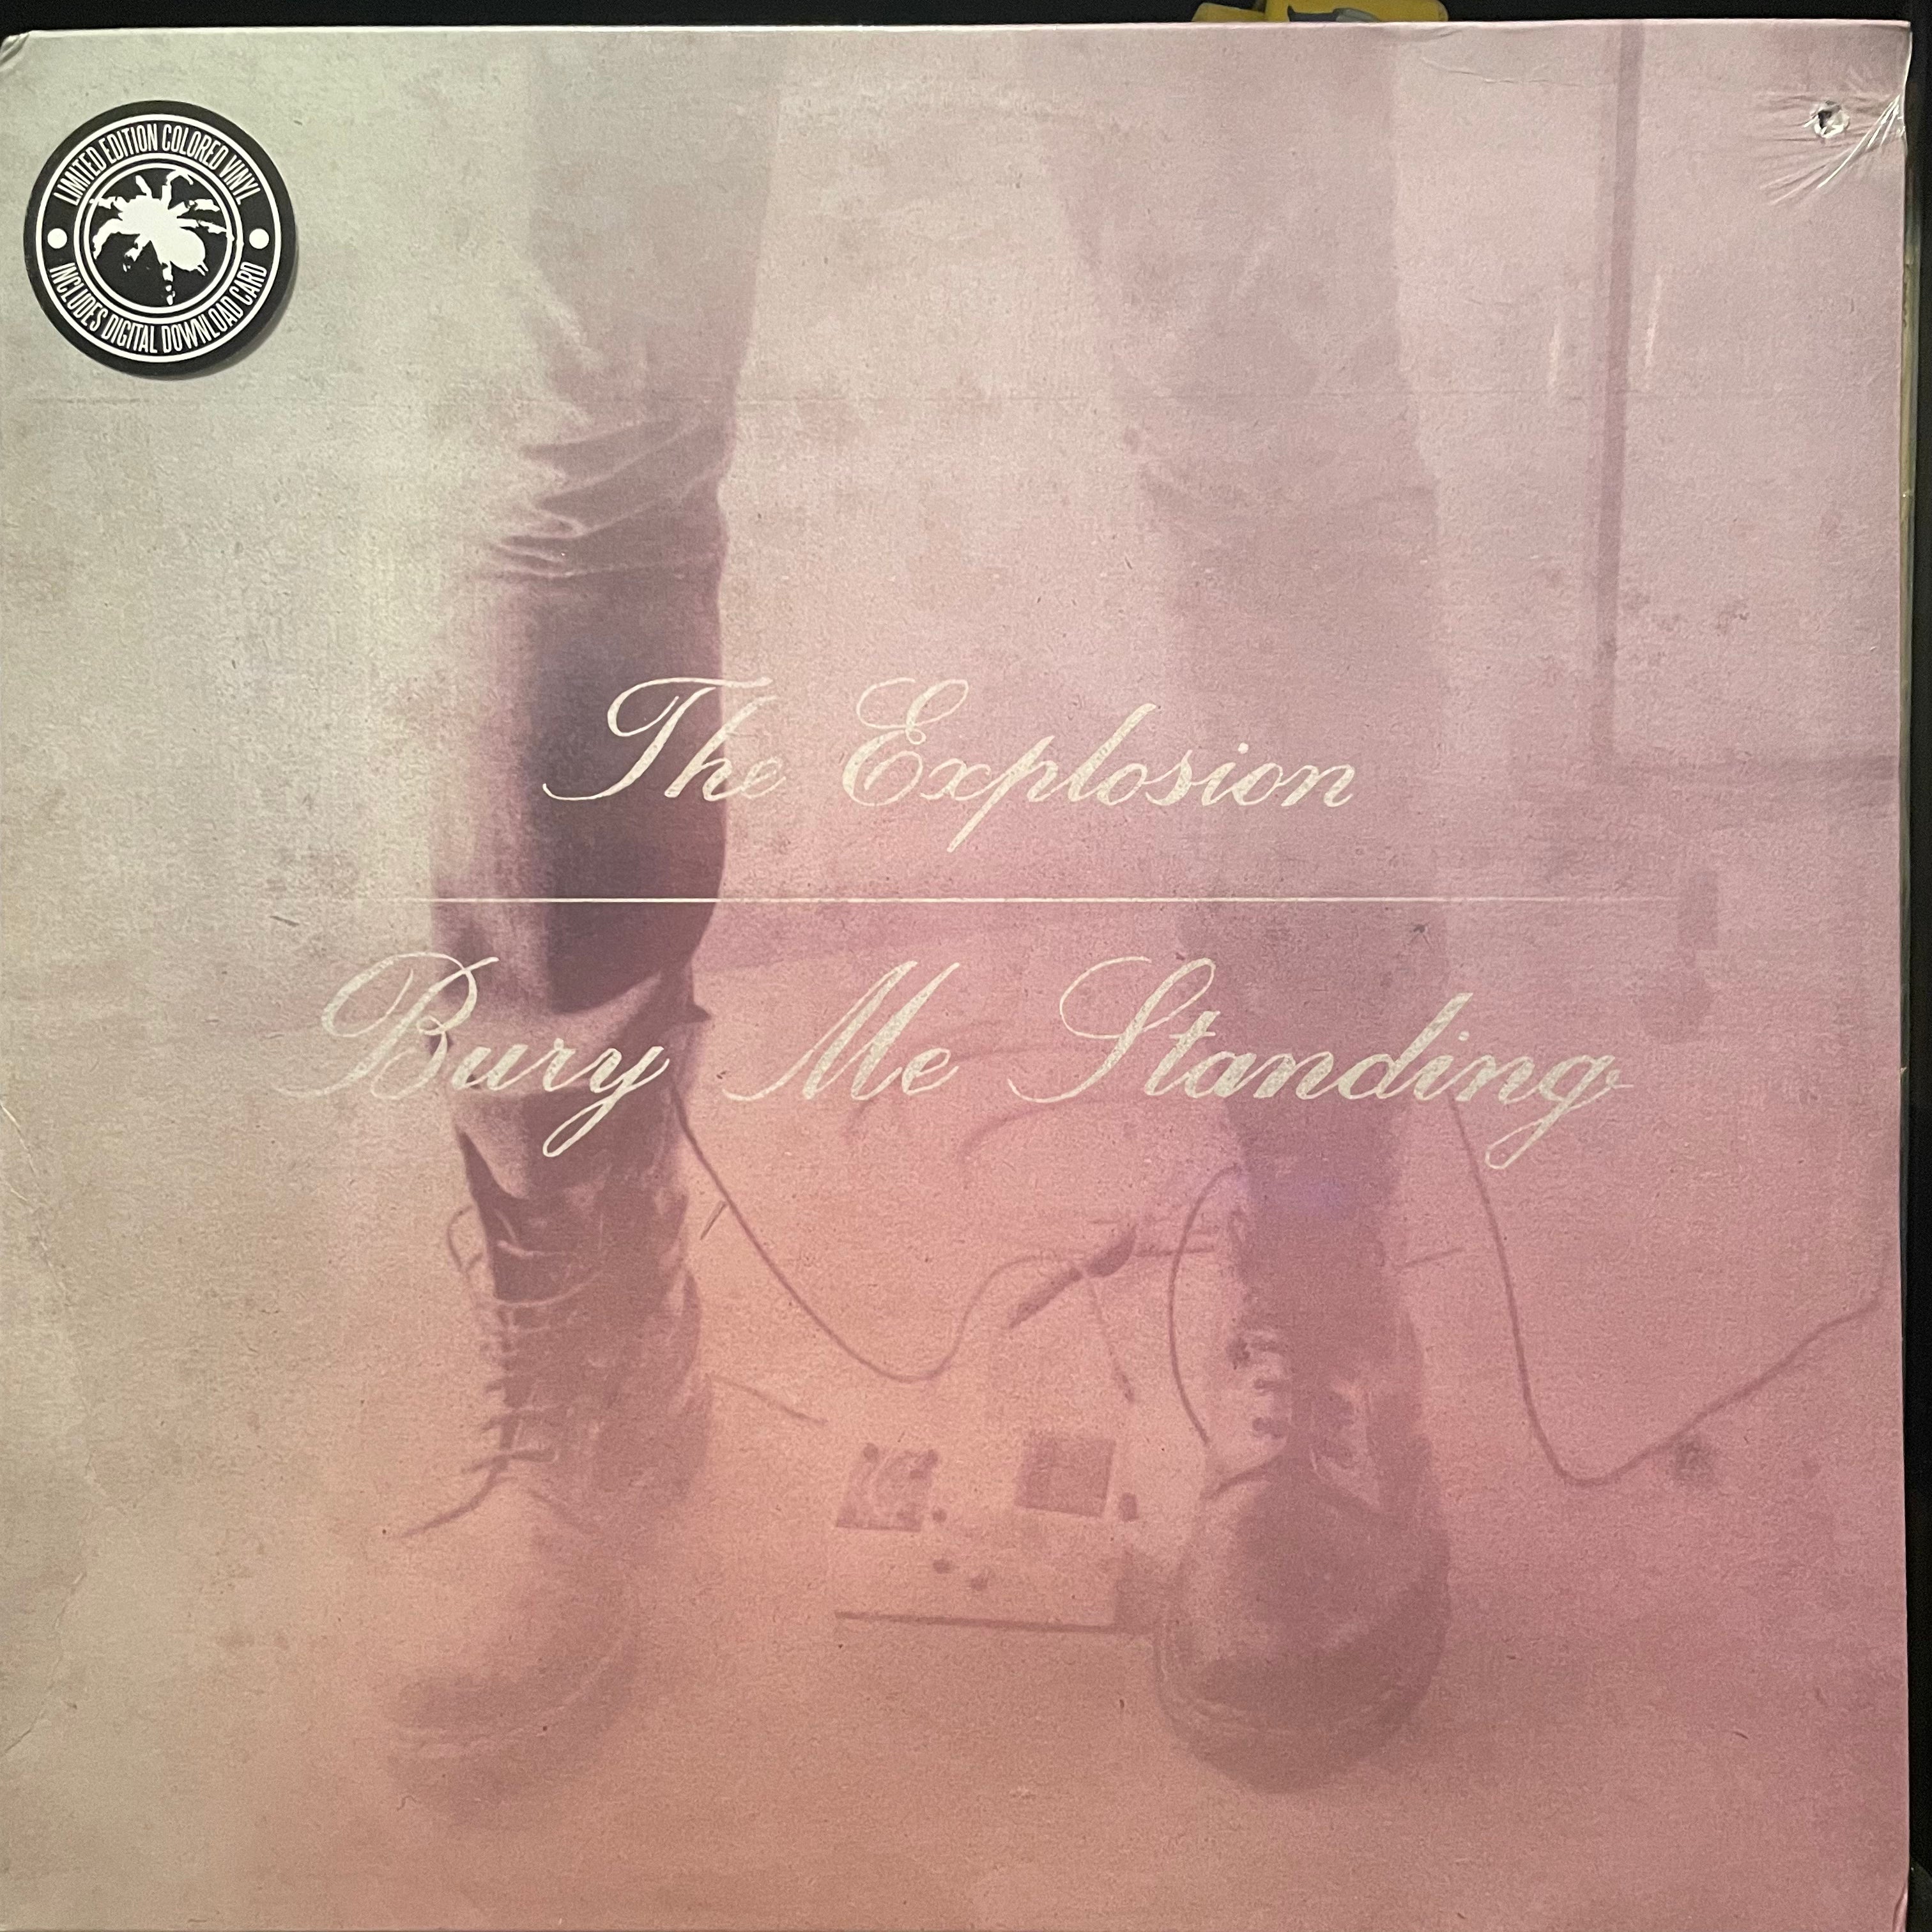 LIMITED EDITION COLORED VINYL
INCLUDES DIGITAL DOWNLOAD CARD
The Explosion
Bury Me Standing